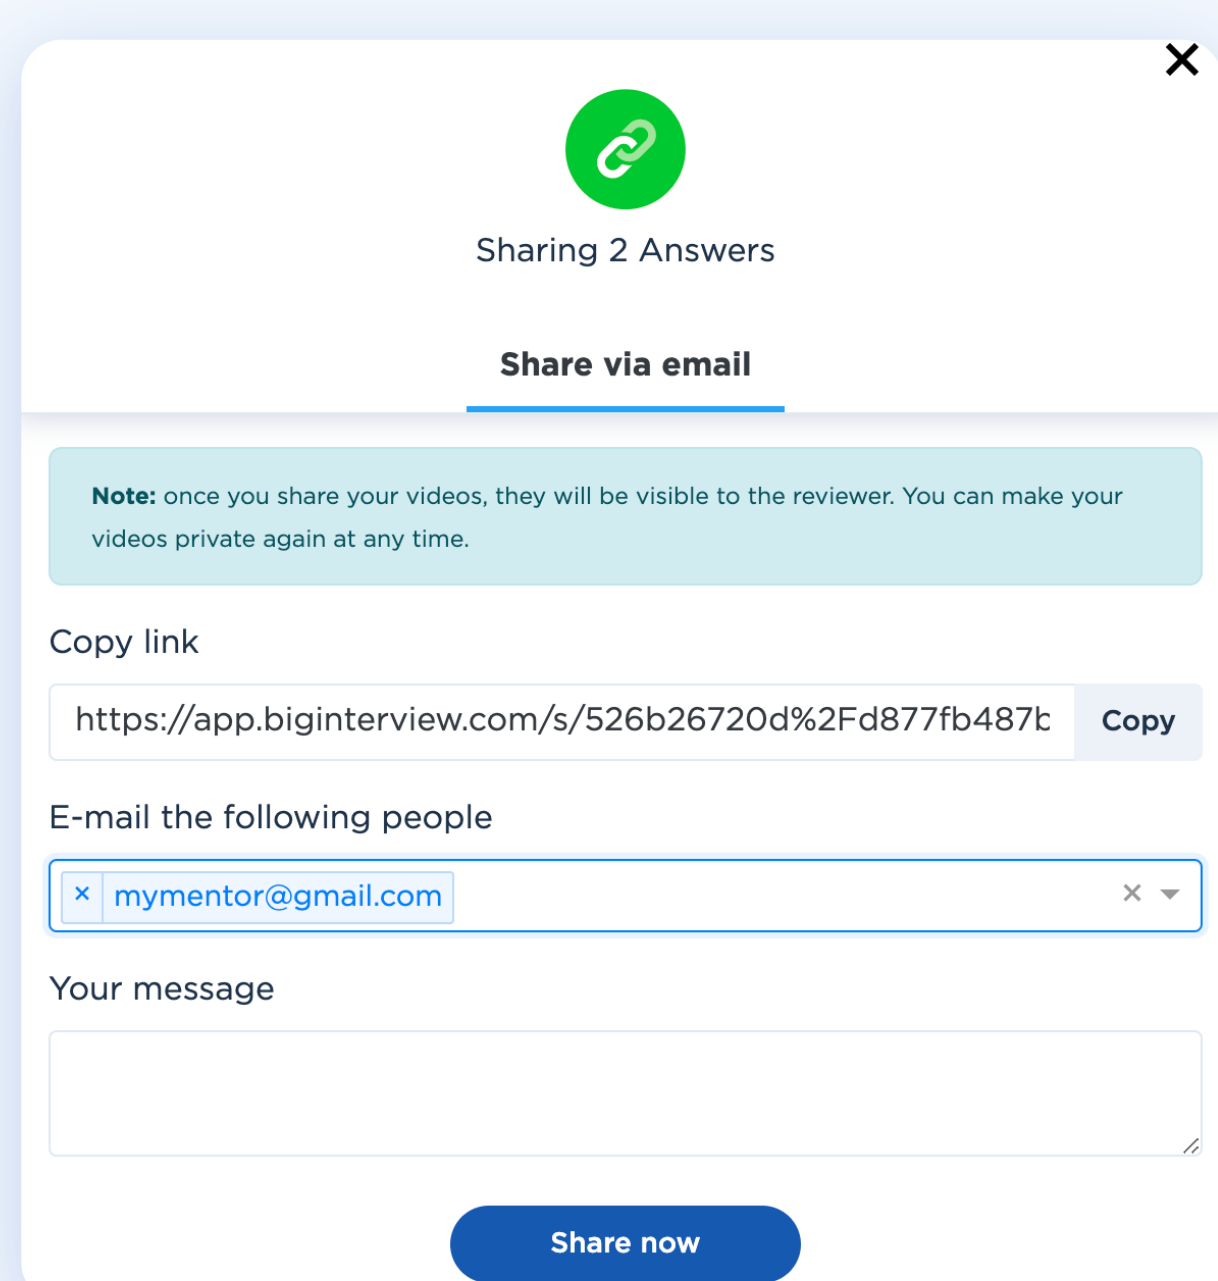 Sharing 2 Answers
Share via email
Note: once you share your videos, they will be visible to the reviewer. You can make your
videos private again at any time.
Copy link
https://app.biginterview.com/s/526b26720d%2Fd877fb487b
Copy
E-mail the following people
× mymentor@gmail.com
Your message
Share now